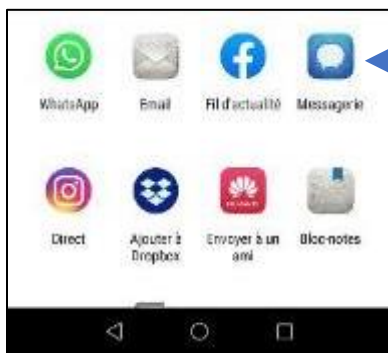 WhatsApp Email Fil d'actualité Messagerie
Direct Ajouter à Envoyer à un Bloc-notes
Dropbox ami